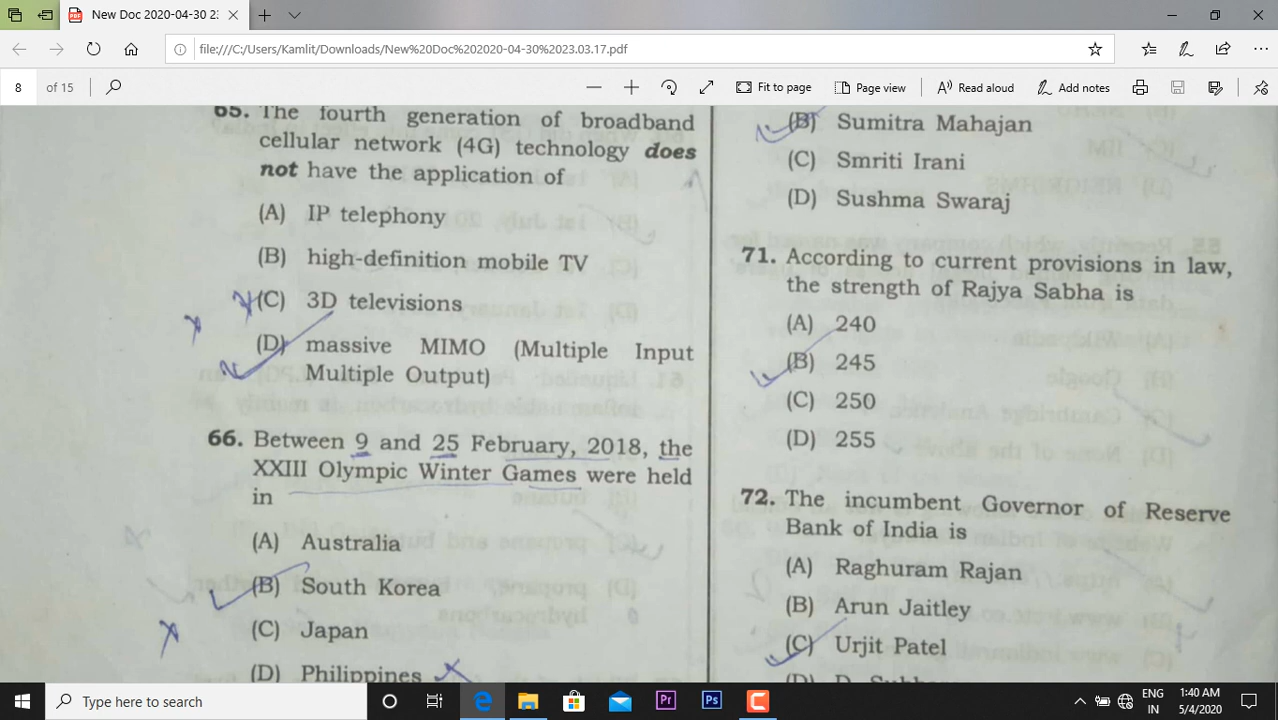 New Doc 2020-04-30 23
file:///C:/Users/Kamlit/Downloads/New%20Doc%202020-04-30%2023.03.17.pdf
8 of 15
Fit to page
Page view
Read aloud
Add notes
65. The fourth generation of broadband
cellular network (4G) technology does
not have the application of
(A) IP telephony
(B) high-definition mobile TV
(C) 3D televisions
(D) massive MIMO (Multiple Input
Multiple Output)
66. Between 9 and 25 February, 2018, the
XXIII Olympic Winter Games were held
in
(A) Australia
(B) South Korea
(C) Japan
(D) Philippines
(B) Sumitra Mahajan
(C) Smriti Irani
(D) Sushma Swaraj
71. According to current provisions in law,
the strength of Rajya Sabha is
(A) 240
(B) 245
(C) 250
(D) 255
72. The incumbent Governor of Reserve
Bank of India is
(A) Raghuram Rajan
(B) Arun Jaitley
(C) Urjit Patel
Type here to search
ENG
IN
1:40 AM
5/4/2020